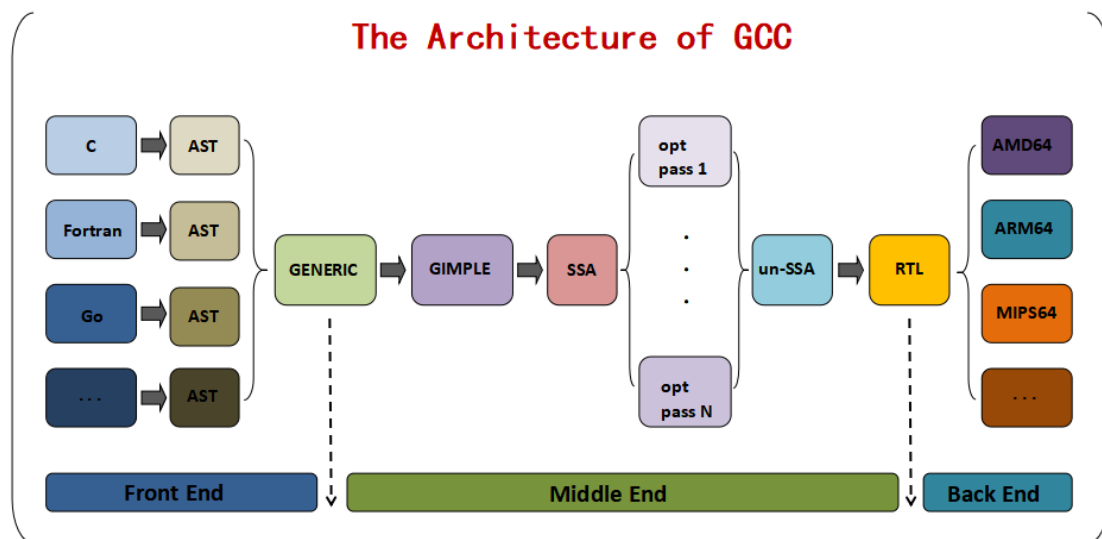 The Architecture of GCC
C
AST
opt
pass 1
AMD64
Fortran
AST
ARM64
GENERIC
GIMPLE
SSA
.
.
.
un-SSA
RTL
Go
AST
MIPS64
...
AST
opt
pass N
...
Front End
Middle End
Back End